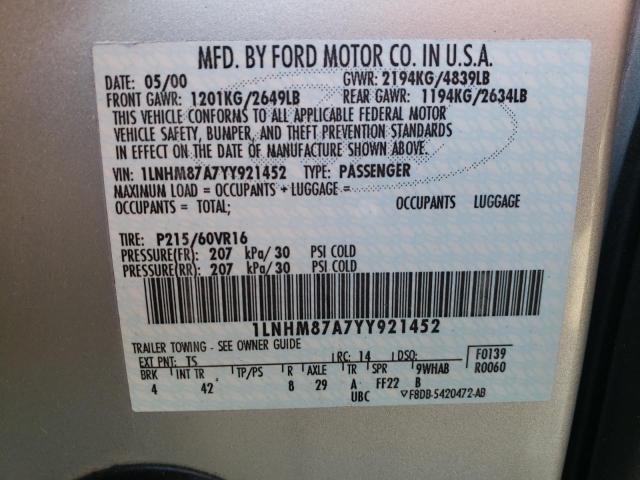 MFD. BY FORD MOTOR CO. IN U.S.A.
DATE: 05/00 GVWR: 2194KG/4839LB
FRONT GAWR: 1201KG/2649LB REAR GAWR: 1194KG/2634LB
THIS VEHICLE CONFORMS TO ALL APPLICABLE FEDERAL MOTOR
VEHICLE SAFETY, BUMPER, AND THEFT PREVENTION STANDARDS
IN EFFECT ON THE DATE OF MANUFACTURE SHOWN ABOVE.
VIN: 1LNHM87A7YY921452 TYPE: PASSENGER
MAXIMUM LOAD = OCCUPANTS + LUGGAGE =
OCCUPANTS = TOTAL; OCCUPANTS LUGGAGE
TIRE: P215/60VR16
PRESSURE(FR): 207 kPa/30 PSI COLD
PRESSURE(RR): 207 kPa/30 PSI COLD
1LNHM87A7YY921452
TRAILER TOWING - SEE OWNER GUIDE
EXT PNT: TS RC: 14 DSO: F0139
BRK INT TR TP/PS R AXLE TR SPR 9WHAB R0060
4 42 8 29 A FF22 B
UBC ▽F8DB-5420472-AB